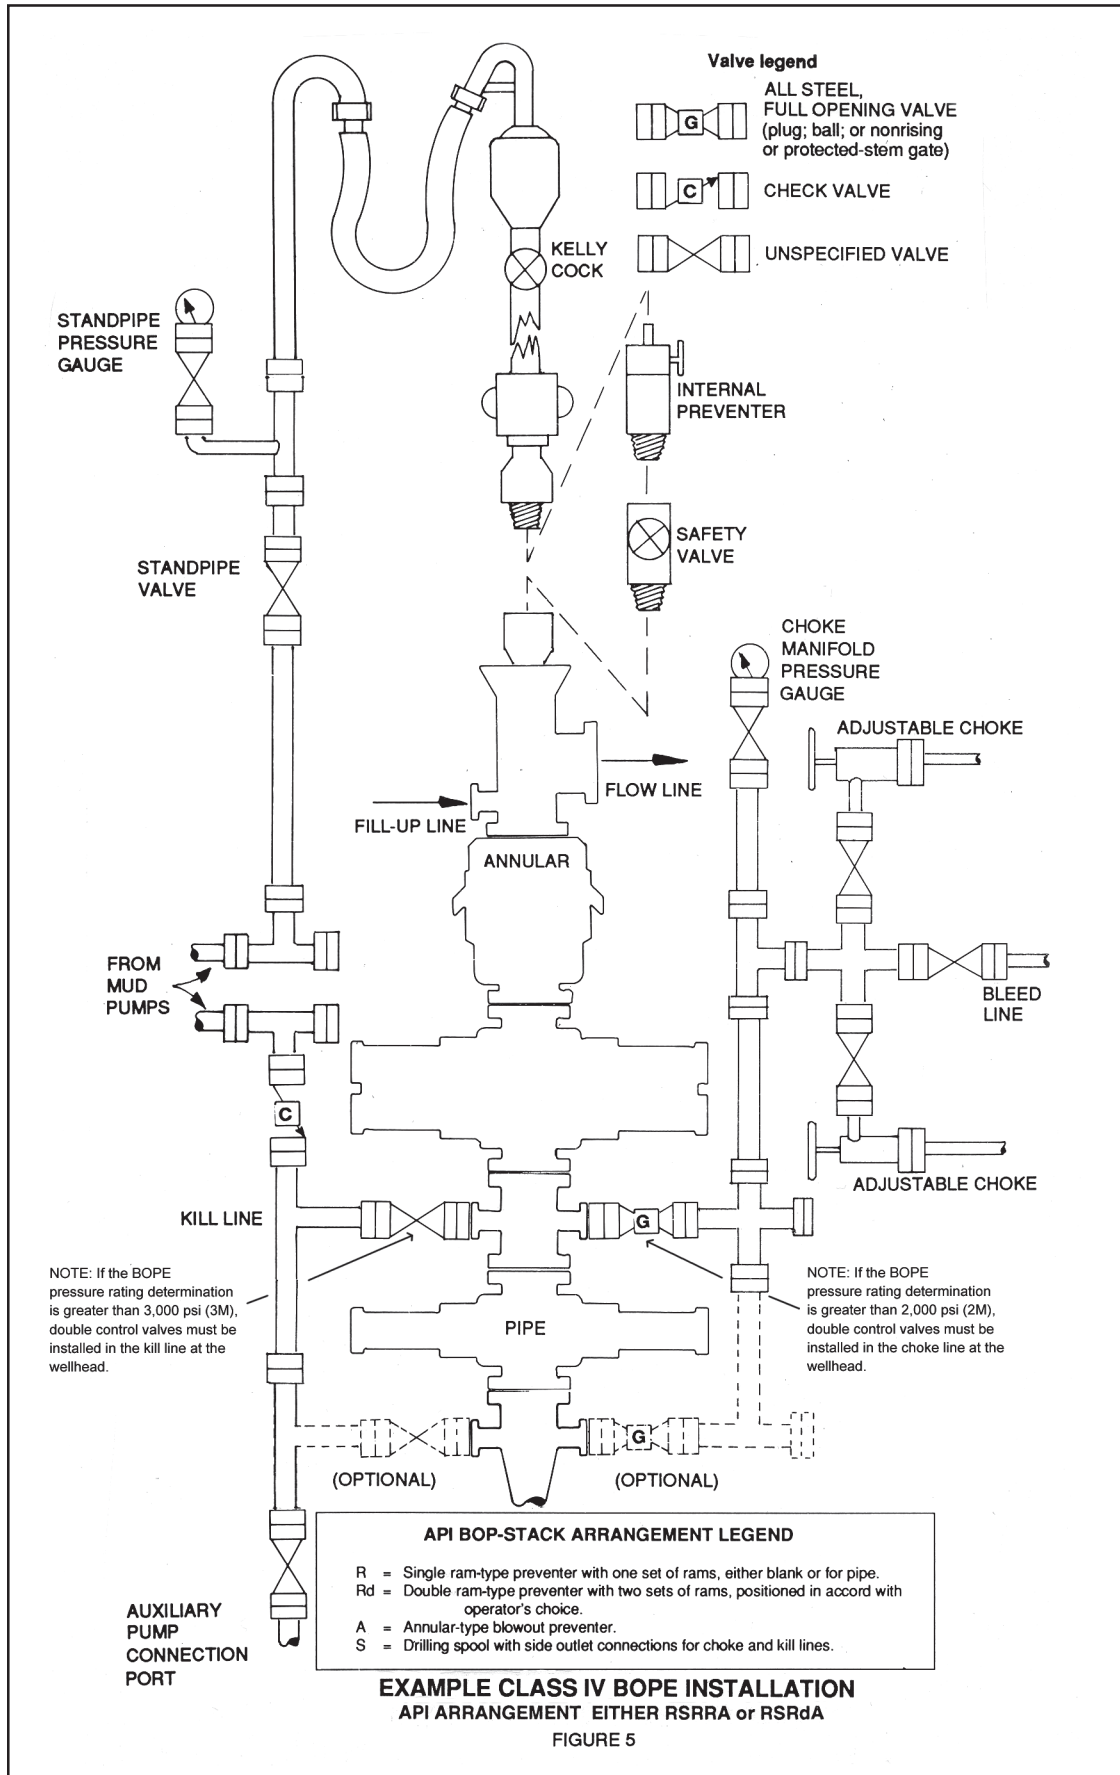 Valve legend
ALL STEEL,
FULL OPENING VALVE
(plug; ball; or nonrising
or protected-stem gate)
G
C
CHECK VALVE
UNSPECIFIED VALVE
KELLY
COCK
STANDPIPE
PRESSURE
GAUGE
INTERNAL
PREVENTER
SAFETY
VALVE
STANDPIPE
VALVE
CHOKE
MANIFOLD
PRESSURE
GAUGE
ADJUSTABLE CHOKE
FLOW LINE
FILL-UP LINE
ANNULAR
FROM
MUD
PUMPS
BLEED
LINE
C
ADJUSTABLE CHOKE
KILL LINE
G
NOTE: If the BOPE
pressure rating determination
is greater than 3,000 psi (3M),
double control valves must be
installed in the kill line at the
wellhead.
NOTE: If the BOPE
pressure rating determination
is greater than 2,000 psi (2M),
double control valves must be
installed in the choke line at the
wellhead.
PIPE
G
(OPTIONAL)
(OPTIONAL)
API BOP-STACK ARRANGEMENT LEGEND
R = Single ram-type preventer with one set of rams, either blank or for pipe.
Rd = Double ram-type preventer with two sets of rams, positioned in accord with
operator's choice.
A = Annular-type blowout preventer.
S = Drilling spool with side outlet connections for choke and kill lines.
AUXILIARY
PUMP
CONNECTION
PORT
EXAMPLE CLASS IV BOPE INSTALLATION
API ARRANGEMENT EITHER RSRRA or RSRdA
FIGURE 5